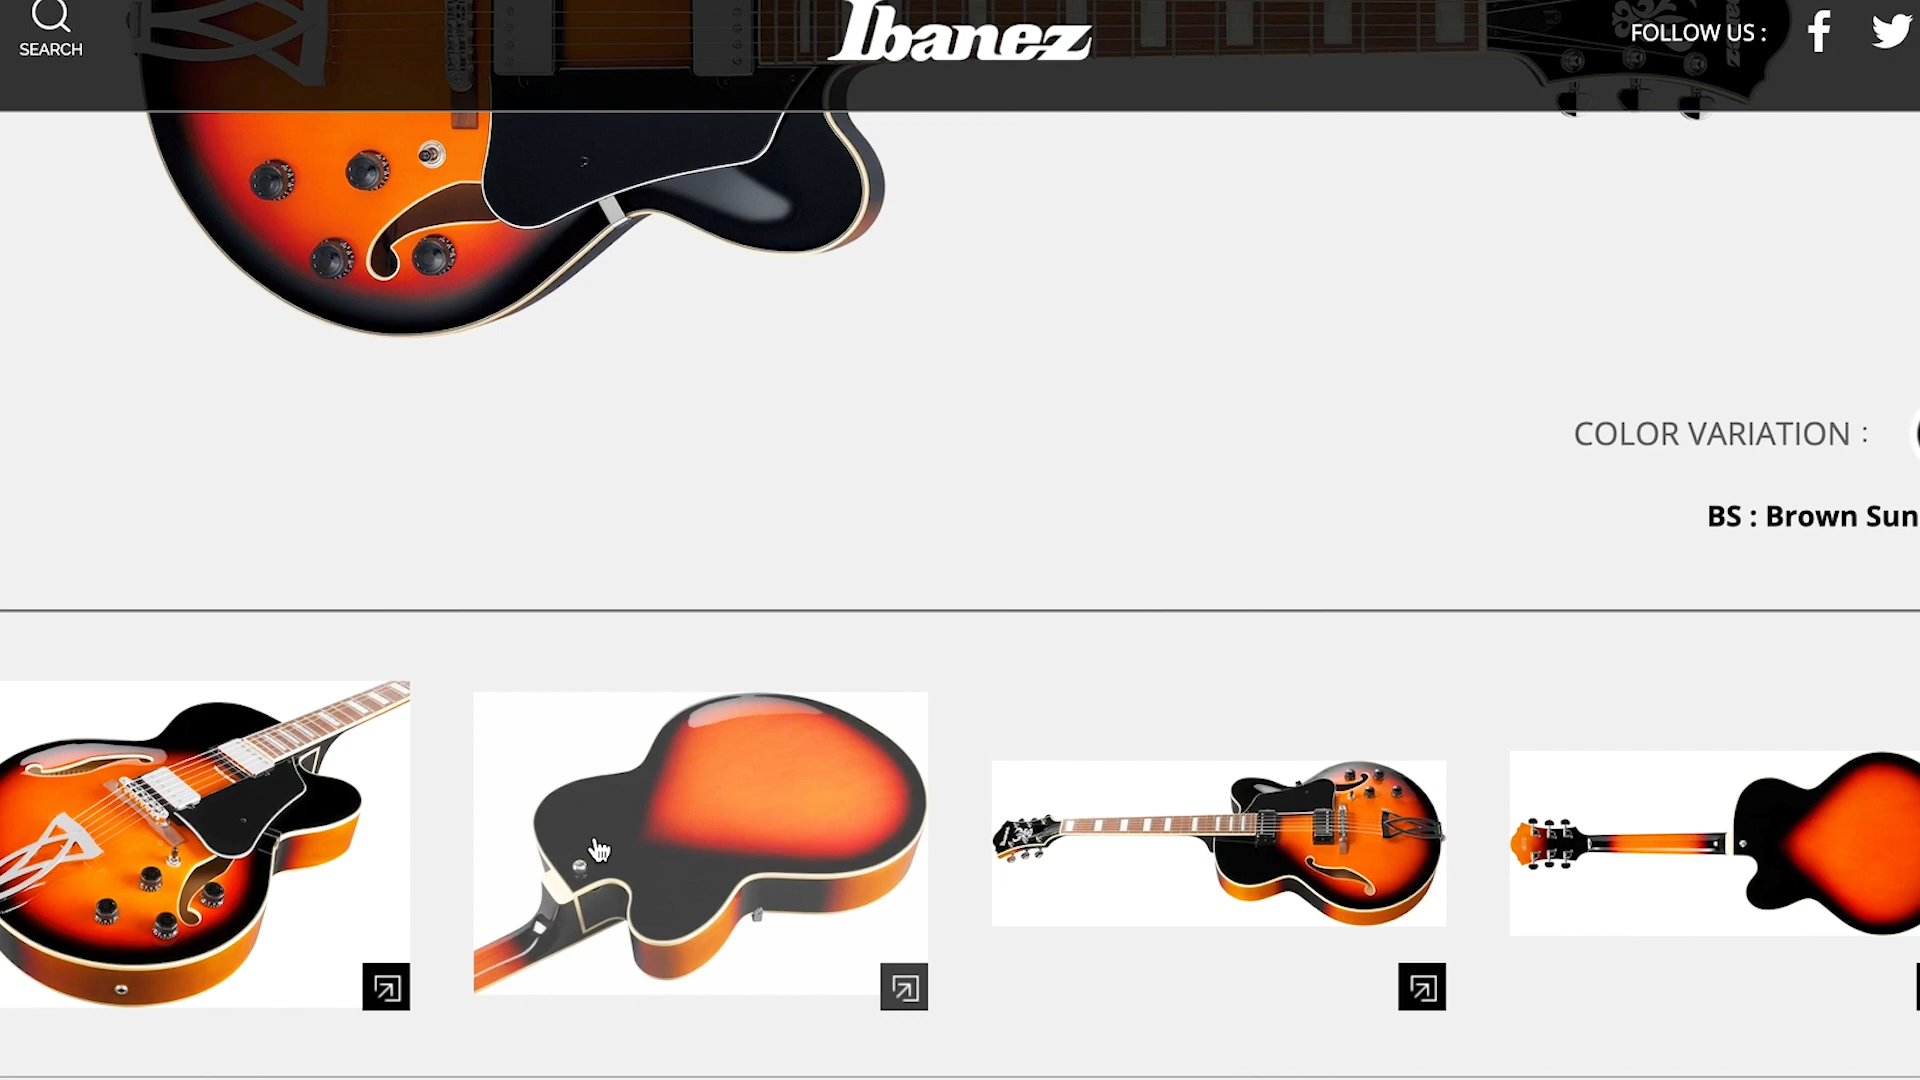 SEARCH
Ibanez
FOLLOW US :
COLOR VARIATION :
BS : Brown Sun